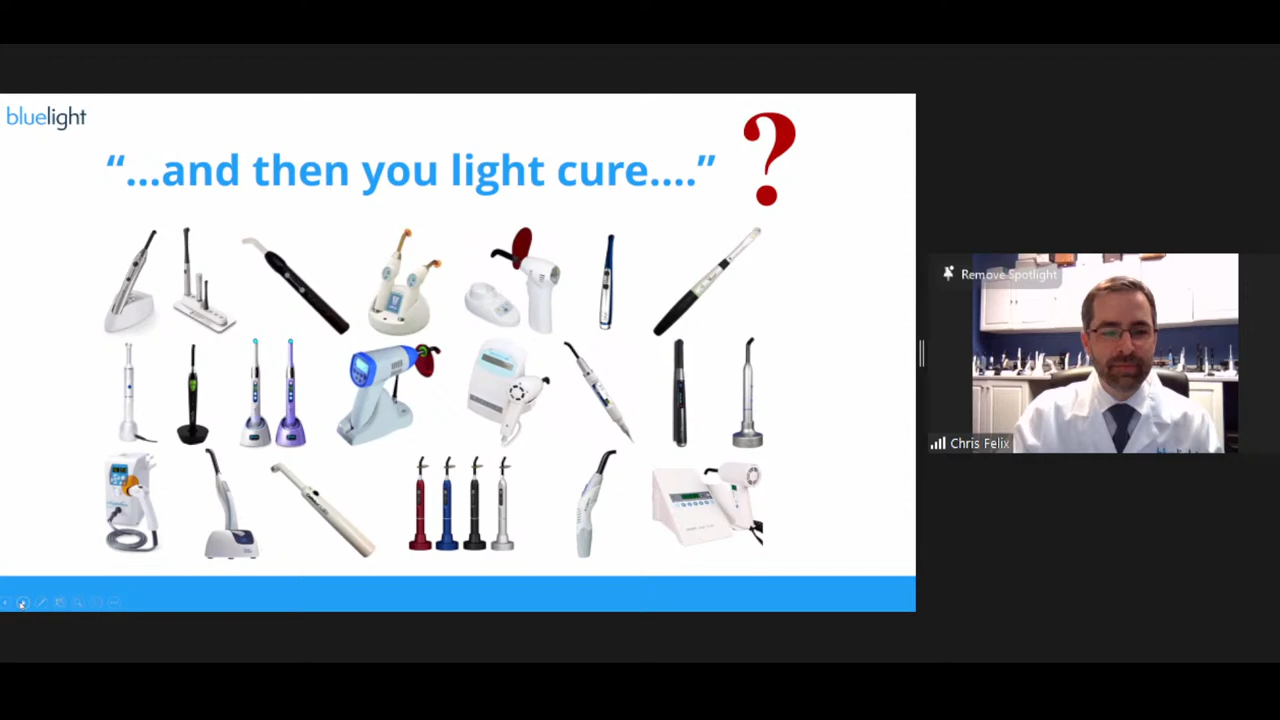 bluelight
“...and then you light cure....” ?
Remove Spotlight
Chris Felix